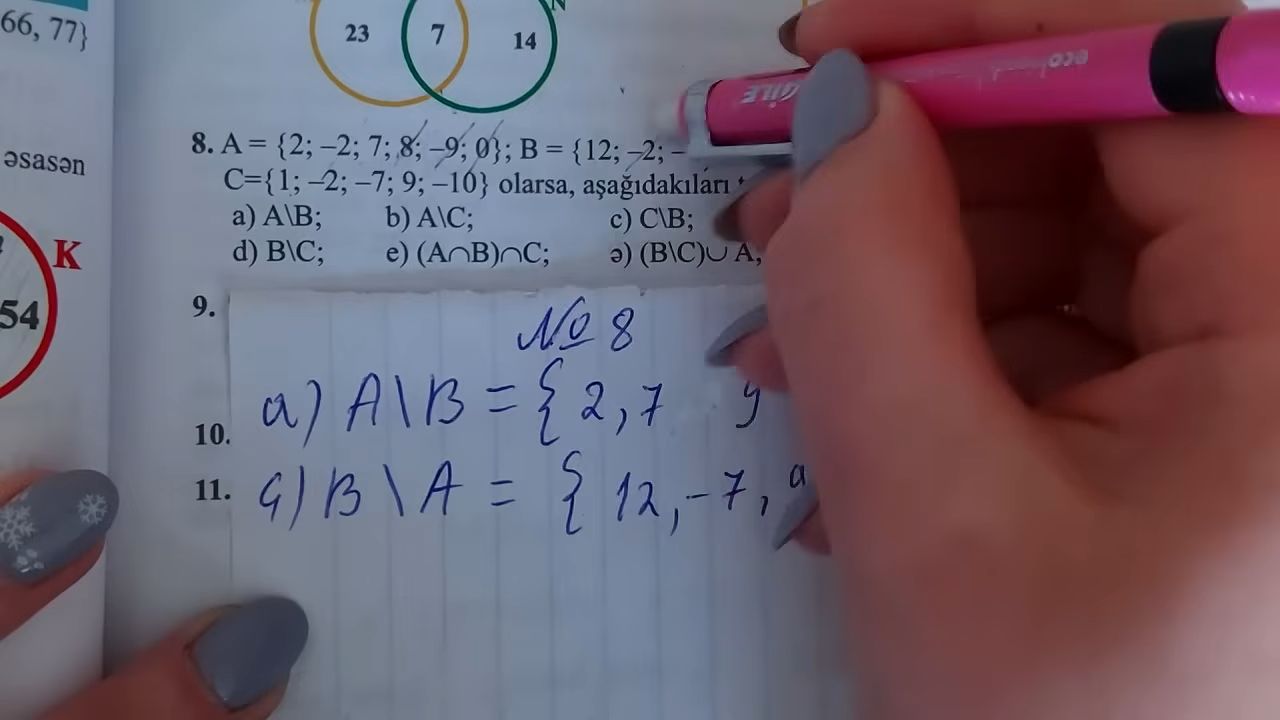 66, 77}
əsasən
K
54
23 7 14 N
8. A = {2; –2; 7; 8; –9; 0}; B = {12; –2; –
C={1; –2; –7; 9; –10} olarsa, aşağıdakıları
a) A\B; b) A\C; c) C\B;
d) B\C; e) (A∩B)∩C; ə) (B\C)∪ A,
9.
№ 8
a) A \ B = { 2, 7 y
10.
11.
B \ A = { 12, -7,